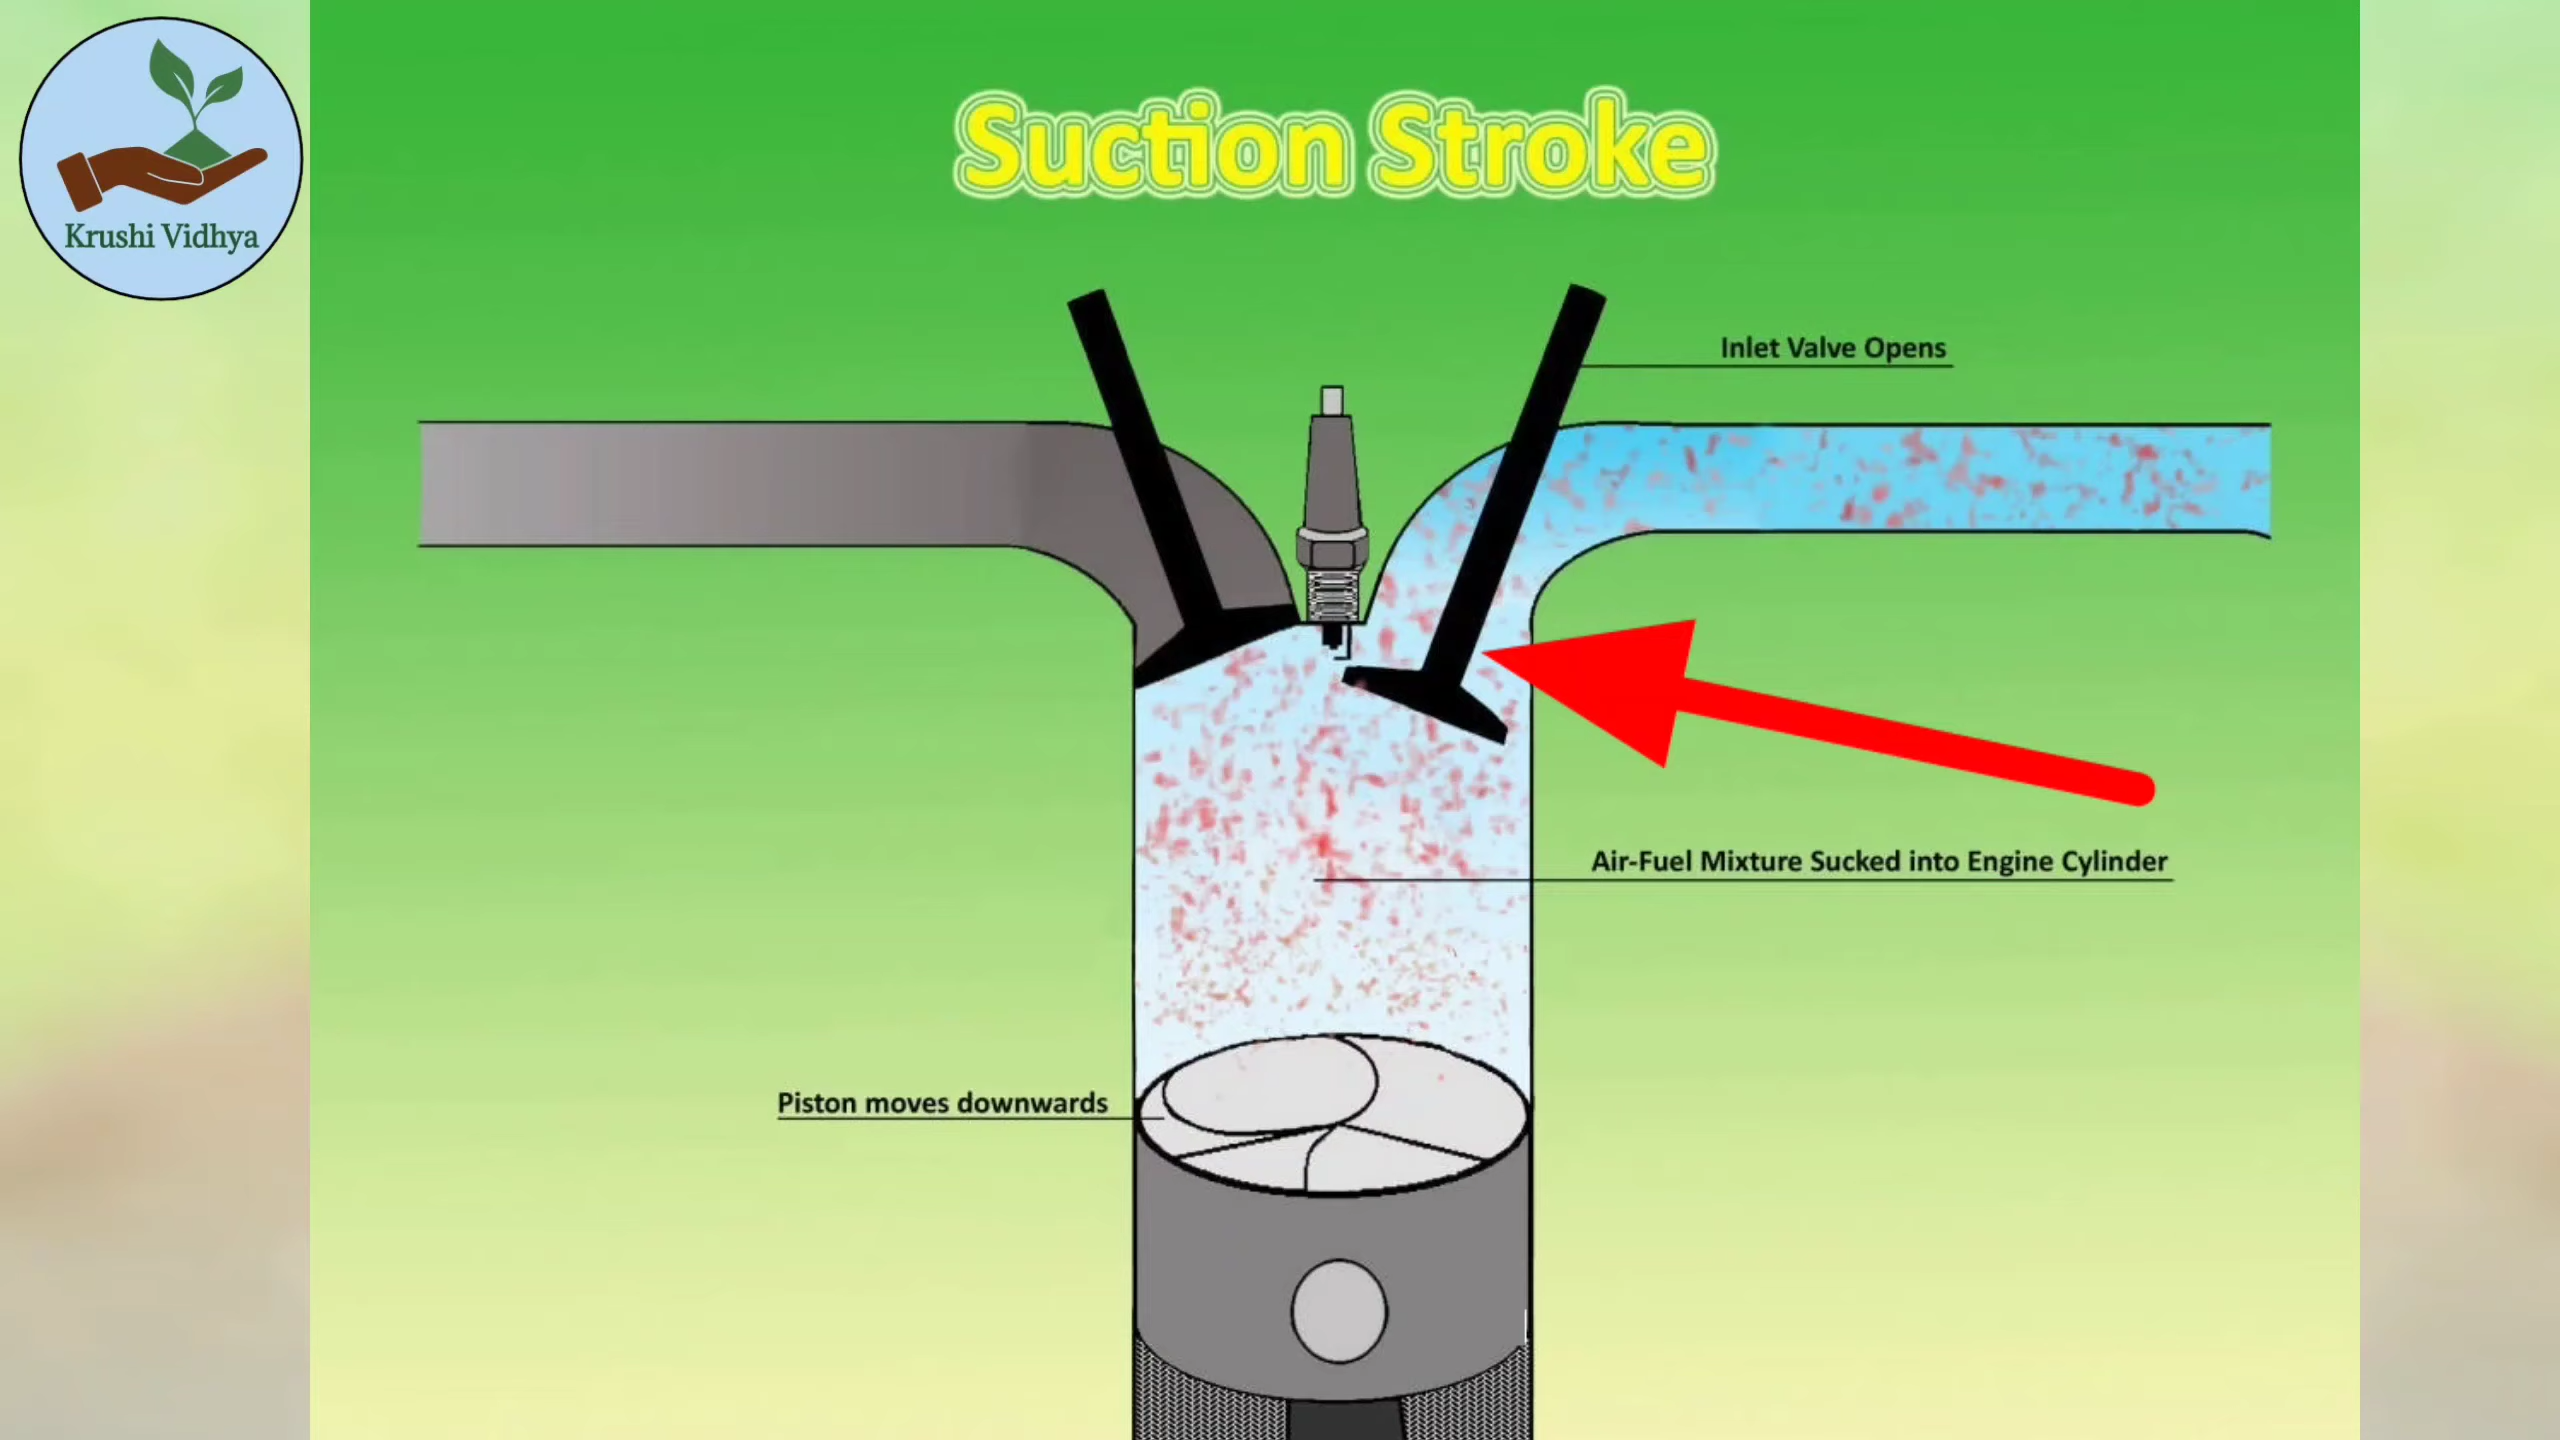 Krushi Vidhya
Suction Stroke
Inlet Valve Opens
Air-Fuel Mixture Sucked into Engine Cylinder
Piston moves downwards